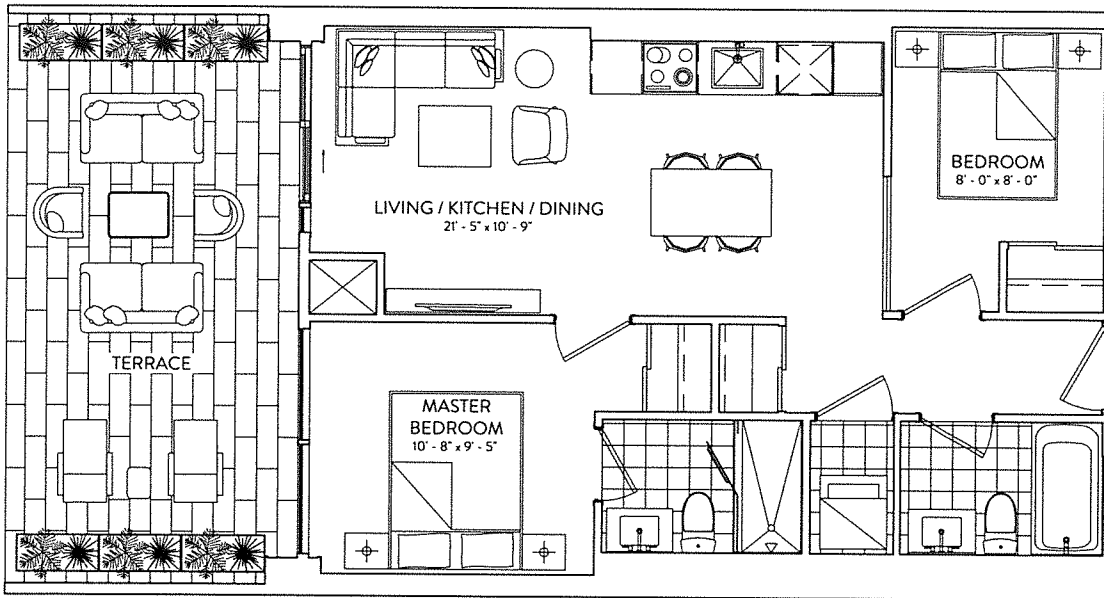 BEDROOM
8' - 0" x 8' - 0"
LIVING / KITCHEN / DINING
21' - 5" x 10' - 9"
TERRACE
MASTER
BEDROOM
10' - 8" x 9' - 5"